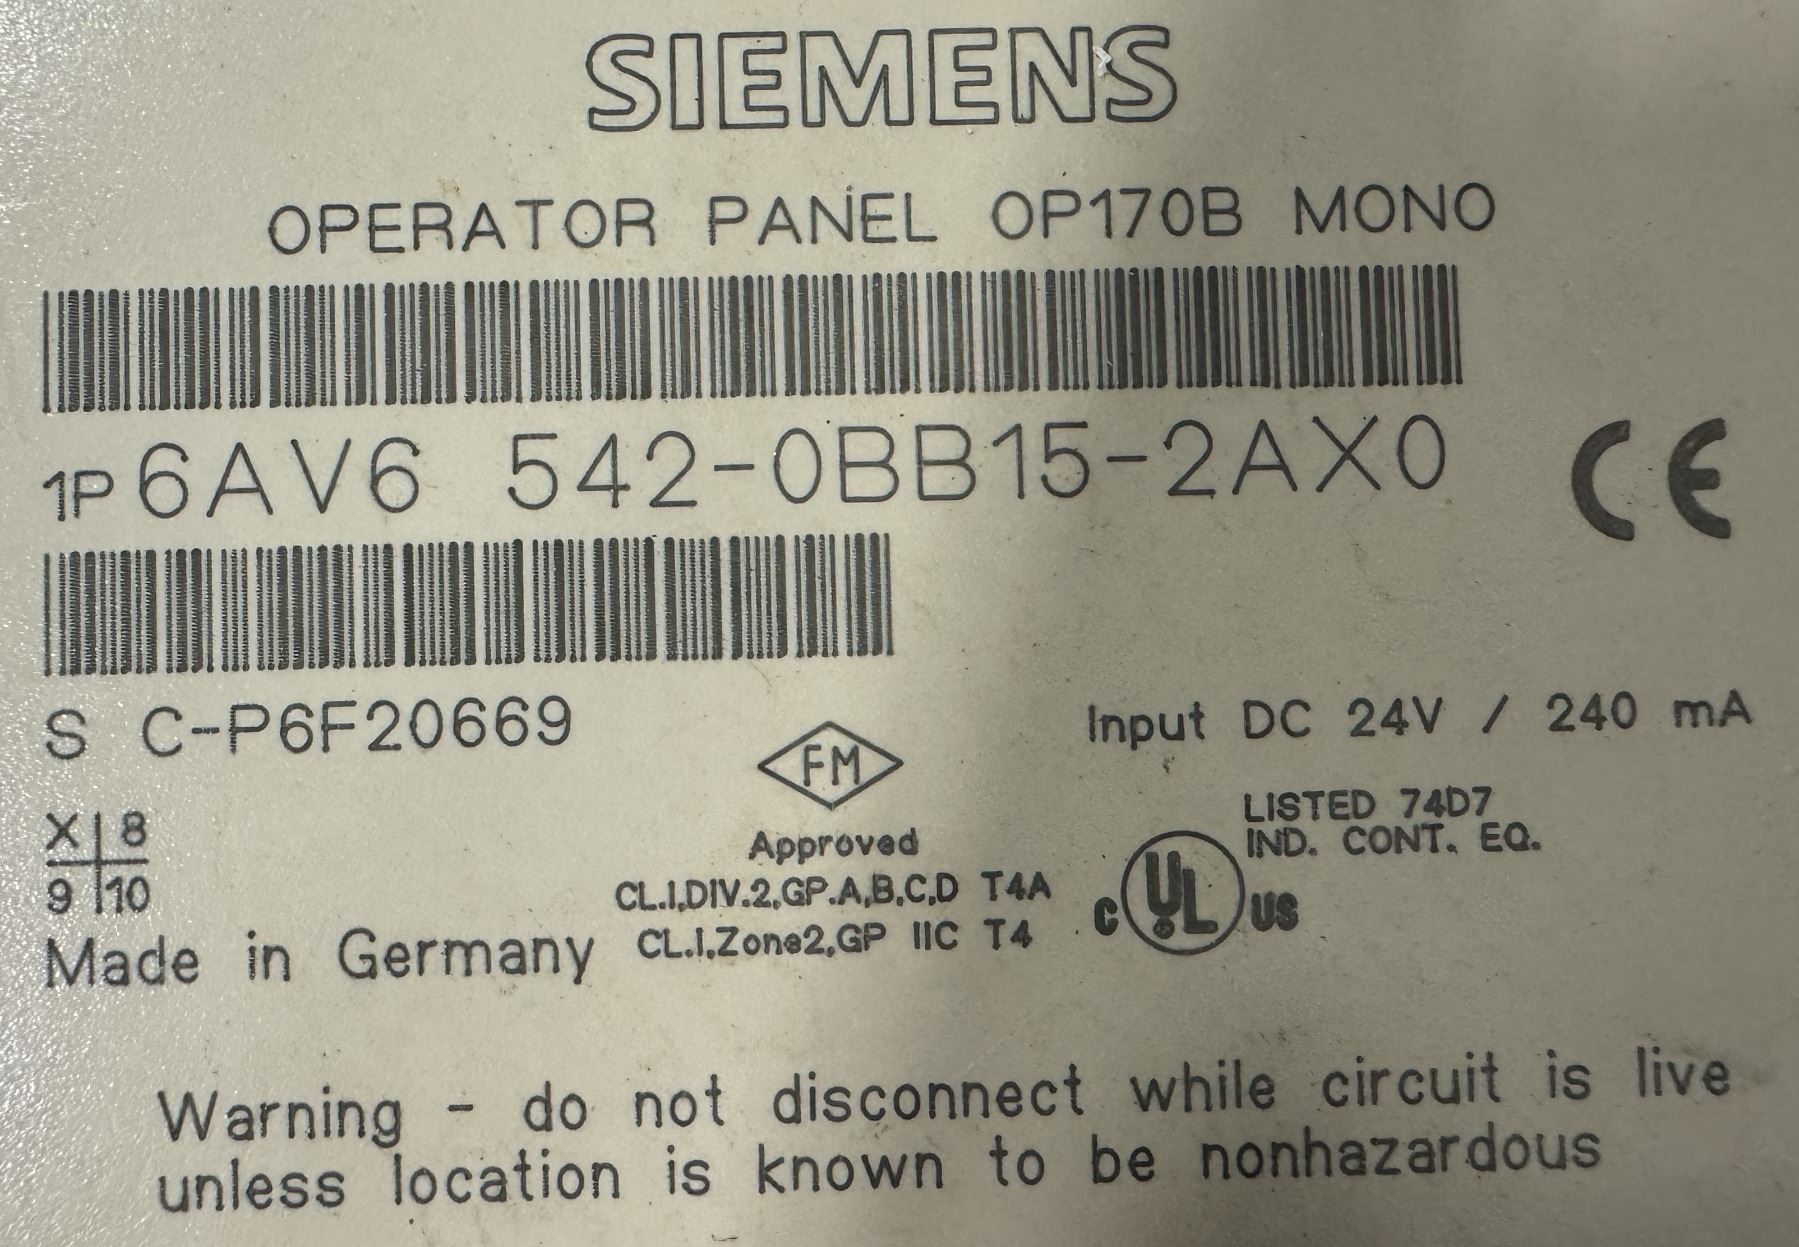 SIEMENS
OPERATOR PANEL OP170B MONO
1P 6AV6 542-0BB15-2AX0
CE
S C-P6F20669
Input DC 24V / 240 mA
FM
Approved
CL.I,DIV.2,GP.A,B,C,D T4A
CL.I,Zone2,GP IIC T4
LISTED 74D7
IND. CONT. EQ.
C UL US
X 8
9 10
Made in Germany
Warning - do not disconnect while circuit is live
unless location is known to be nonhazardous